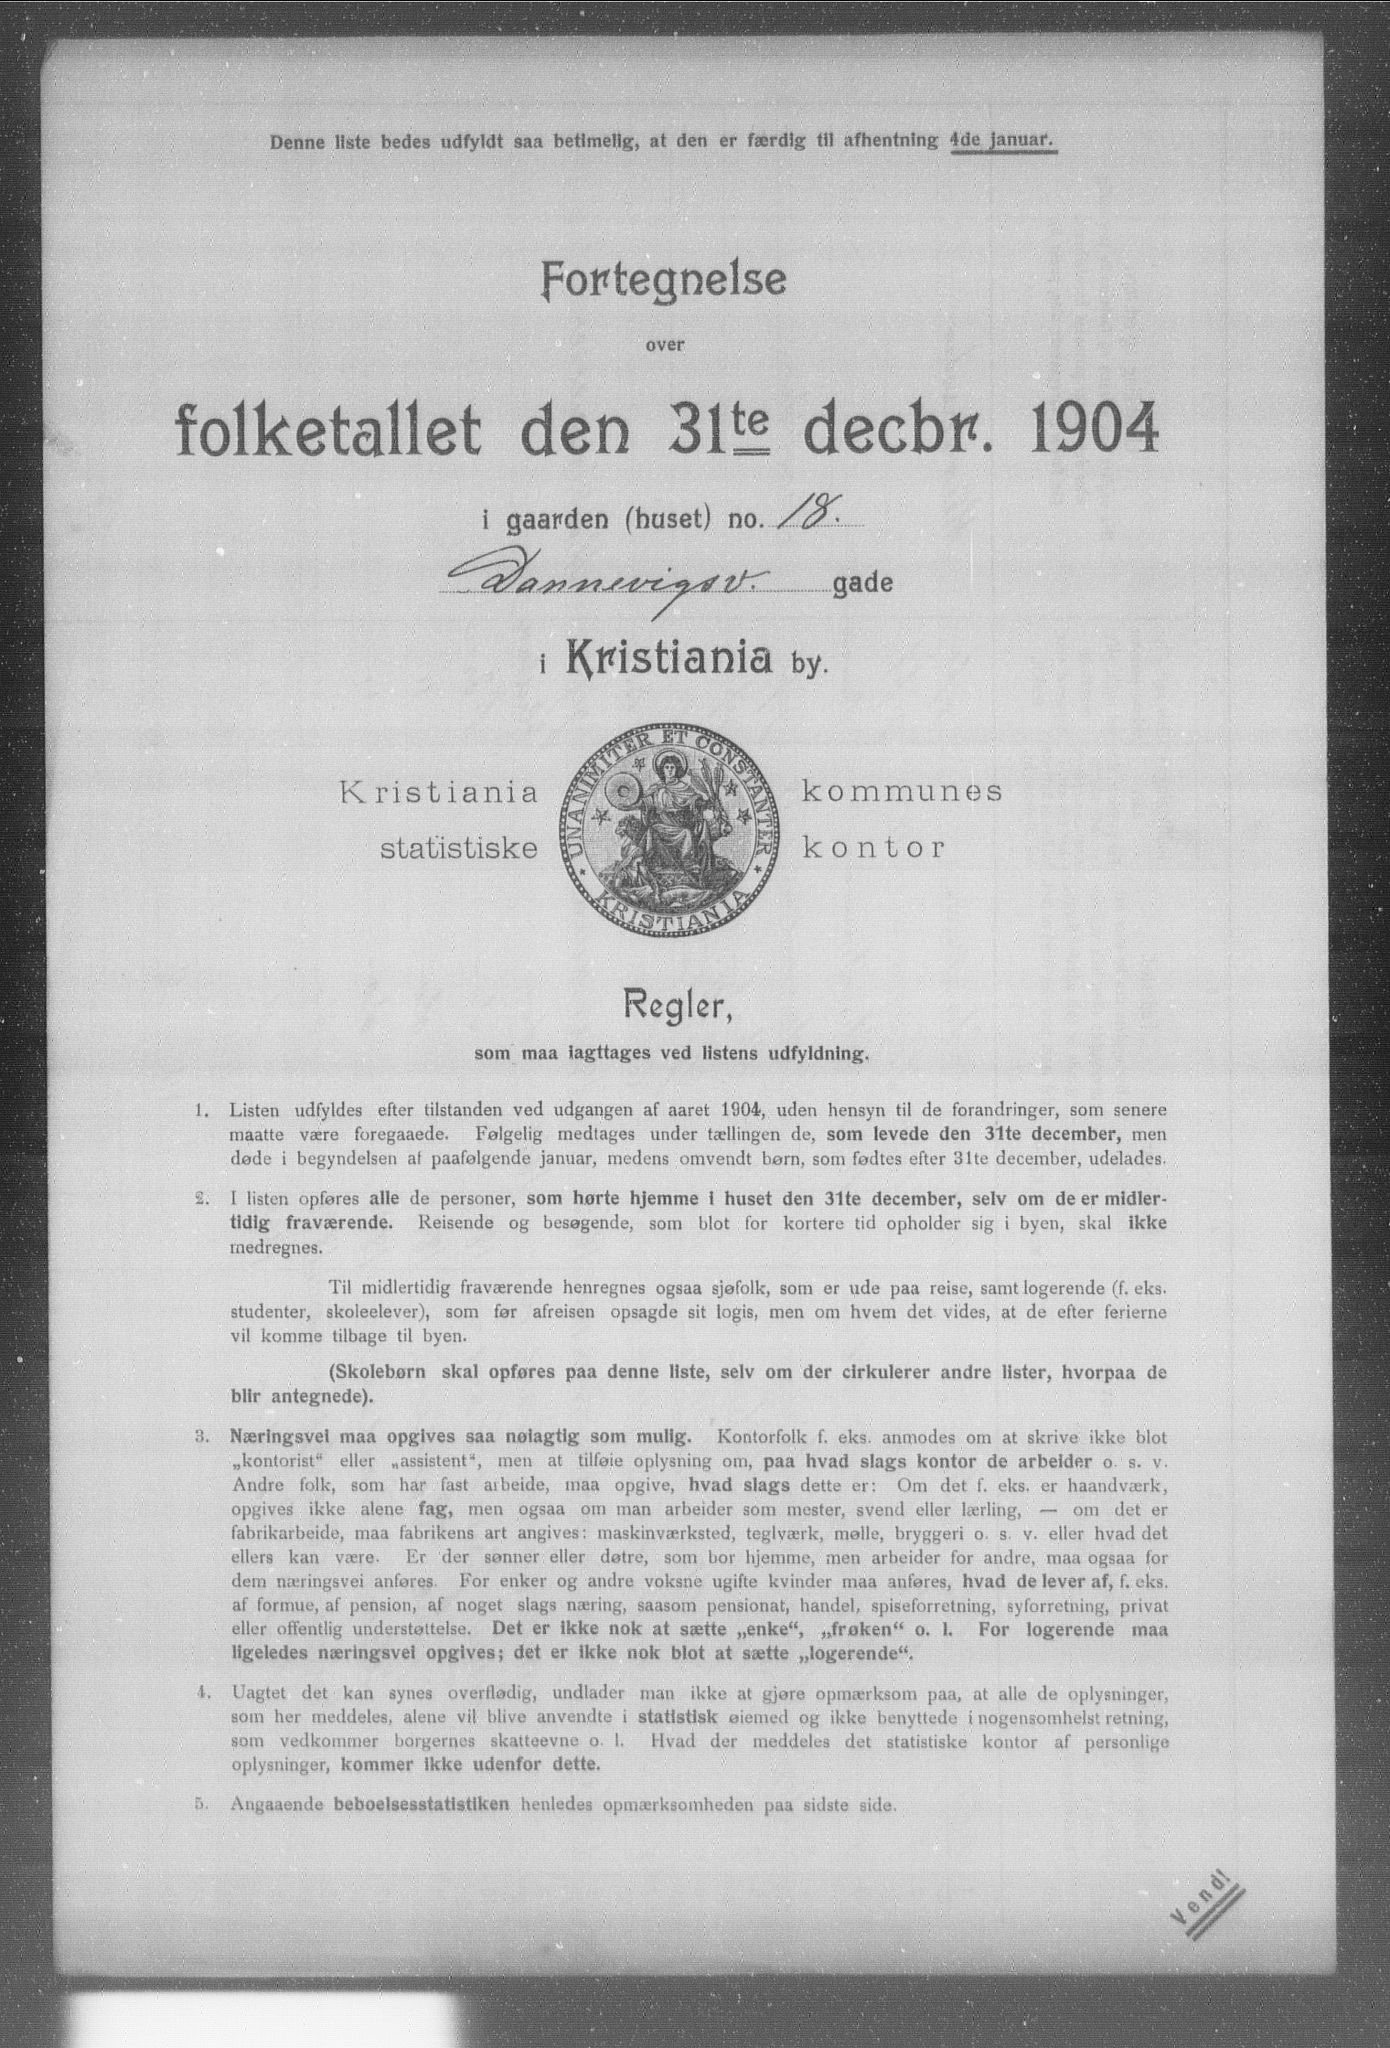 Denne liste bedes udfyldt saa betimelig, at den er færdig til afhentning 4de januar.
Fortegnelse
over
folketallet den 31te decbr. 1904
i gaarden (huset) no. 18.
Dannevigsv. gade
i Kristiania by.
Kristiania kommunes
statistiske kontor
UNANIMITER ET CONSTANTER
* KRISTIANIA *
Regler,
som maa iagttages ved listens udfyldning.
1. Listen udfyldes efter tilstanden ved udgangen af aaret 1904, uden hensyn til de forandringer, som senere
maatte være foregaaede. Følgelig medtages under tællingen de, som levede den 31te december, men
døde i begyndelsen af paafølgende januar, medens omvendt børn, som fødtes efter 31te december, udelades.
2. I listen opføres alle de personer, som hørte hjemme i huset den 31te december, selv om de er midler-
tidig fraværende. Reisende og besøgende, som blot for kortere tid opholder sig i byen, skal ikke
medregnes.
Til midlertidig fraværende henregnes ogsaa sjøfolk, som er ude paa reise, samt logerende (f. eks.
studenter, skoleelever), som før afreisen opsagde sit logis, men om hvem det vides, at de efter ferierne
vil komme tilbage til byen.
(Skolebørn skal opføres paa denne liste, selv om der cirkulerer andre lister, hvorpaa de
blir antegnede).
3. Næringsvei maa opgives saa nøiagtig som mulig. Kontorfolk f. eks. anmodes om at skrive ikke blot
„kontorist“ eller „assistent“, men at tilføie oplysning om, paa hvad slags kontor de arbeider o. s. v.
Andre folk, som har fast arbeide, maa opgive, hvad slags dette er: Om det f. eks. er haandværk,
opgives ikke alene fag, men ogsaa om man arbeider som mester, svend eller lærling, — om det er
fabrikarbeide, maa fabrikens art angives: maskinværksted, teglværk, mølle, bryggeri o. s. v. eller hvad det
ellers kan være. Er der sønner eller døtre, som bor hjemme, men arbeider for andre, maa ogsaa for
dem næringsvei anføres. For enker og andre voksne ugifte kvinder maa anføres, hvad de lever af, f. eks.
af formue, af pension, af noget slags næring, saasom pensionat, handel, spiseforretning, syforretning, privat
eller offentlig understøttelse. Det er ikke nok at sætte „enke“, „frøken“ o. l. For logerende maa
ligeledes næringsvei opgives; det er ikke nok blot at sætte „logerende“.
4. Uagtet det kan synes overflødig, undlader man ikke at gjøre opmærksom paa, at alle de oplysninger,
som her meddeles, alene vil blive anvendte i statistisk øiemed og ikke benyttede i nogensomhelst retning,
som vedkommer borgernes skatteevne o. l. Hvad der meddeles det statistiske kontor af personlige
oplysninger, kommer ikke udenfor dette.
5. Angaaende beboelsesstatistiken henledes opmærksomheden paa sidste side.
Vend!